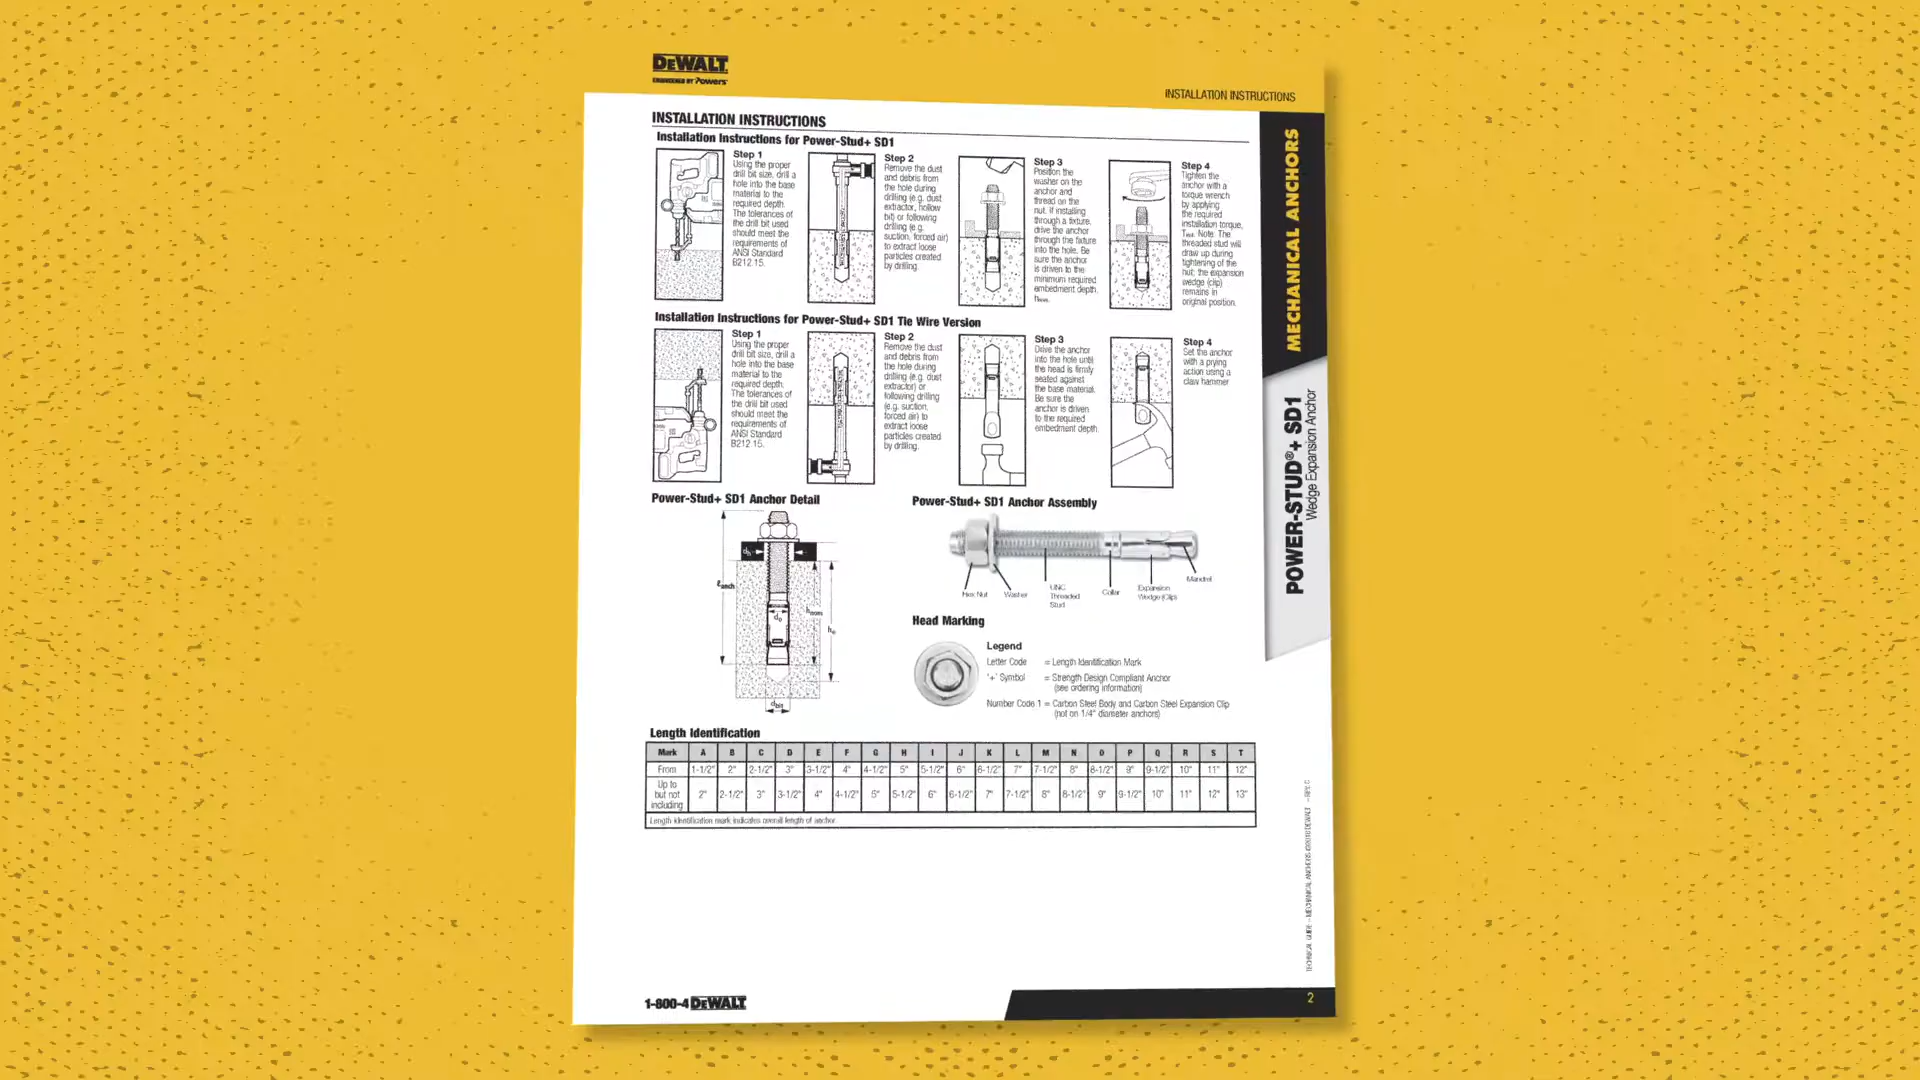 DEWALT
ENGINEERED BY Powers
INSTALLATION INSTRUCTIONS
INSTALLATION INSTRUCTIONS
Installation Instructions for Power-Stud+ SD1
Step 1
Using the proper
drill bit size, drill a
hole into the base
material to the
required depth.
The tolerances of
the drill bit used
should meet the
requirements of
ANSI Standard
B212.15.
Step 2
Remove the dust
and debris from
the hole during
drilling (e.g. dust
extractor, hollow
bit) or following
drilling (e.g.
suction, forced air)
to extract loose
particles created
by drilling.
Step 3
Position the
washer on the
anchor and
thread on the
nut. If installing
through a fixture,
drive the anchor
through the fixture
into the hole. Be
sure the anchor
is driven to the
minimum required
embedment depth,
hnom.
Step 4
Tighten the
anchor with a
torque wrench
by applying
the required
installation torque,
Tinst. Note: The
threaded stud will
draw up during
tightening of the
nut; the expansion
wedge (clip)
remains in
original position.
Installation Instructions for Power-Stud+ SD1 Tie Wire Version
Step 1
Using the proper
drill bit size, drill a
hole into the base
material to the
required depth.
The tolerances of
the drill bit used
should meet the
requirements of
ANSI Standard
B212.15.
Step 2
Remove the dust
and debris from
the hole during
drilling (e.g. dust
extractor) or
following drilling
(e.g. suction,
forced air) to
extract loose
particles created
by drilling.
Step 3
Drive the anchor
into the hole until
the head is firmly
seated against
the base material.
Be sure the
anchor is driven
to the required
embedment depth.
Step 4
Set the anchor
with a prying
action using a
claw hammer
Power-Stud+ SD1 Anchor Detail
dh
ℓanch
hnom
do
ho
dbit
Power-Stud+ SD1 Anchor Assembly
Hex Nut
Washer
UNC
Threaded
Stud
Collar
Expansion
Wedge (Clip)
Mandrel
Head Marking
Legend
Letter Code = Length Identification Mark
'+' Symbol = Strength Design Compliant Anchor
(see ordering information)
Number Code 1 = Carbon Steel Body and Carbon Steel Expansion Clip
(not on 1/4" diameter anchors)
Length Identification
Mark A B C D E F G H I J K L M N O P Q R S T
From 1-1/2" 2" 2-1/2" 3" 3-1/2" 4" 4-1/2" 5" 5-1/2" 6" 6-1/2" 7" 7-1/2" 8" 8-1/2" 9" 9-1/2" 10" 11" 12"
Up to
but not
including
2" 2-1/2" 3" 3-1/2" 4" 4-1/2" 5" 5-1/2" 6" 6-1/2" 7" 7-1/2" 8" 8-1/2" 9" 9-1/2" 10" 11" 12" 13"
Length identification mark indicates overall length of anchor.
MECHANICAL ANCHORS
POWER-STUD®+ SD1
Wedge Expansion Anchor
TECHNICAL GUIDE – MECHANICAL ANCHORS ©2018 DEWALT – REV. C
1-800-4 DEWALT
2